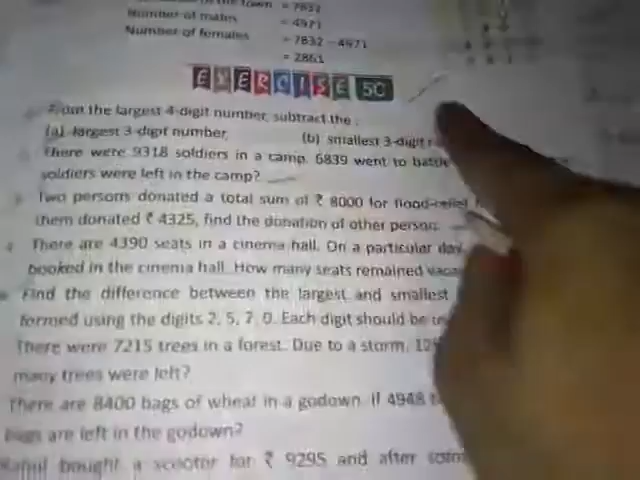 town = 7832
Number of males = 4971
Number of females = 7832 - 4971
= 2861
EXERCISE 5C
From the largest 4-digit number, subtract the :
(a) largest 3-digit number, (b) smallest 3-digit
There were 9318 soldiers in a camp. 6839 went to
soldiers were left in the camp?
Two persons donated a total sum of ₹ 8000 for flood-relief
them donated ₹ 4325, find the donation of other person.
4 There are 4390 seats in a cinema hall. On a particular day,
booked in the cinema hall. How many seats remained
Find the difference between the largest and smallest
formed using the digits 2, 5, 7, 0. Each digit should be
There were 7215 trees in a forest. Due to a storm,
many trees were left?
There are 8400 bags of wheat in a godown. If 4948
bags are left in the godown?
bought a scooter for ₹ 9295 and after